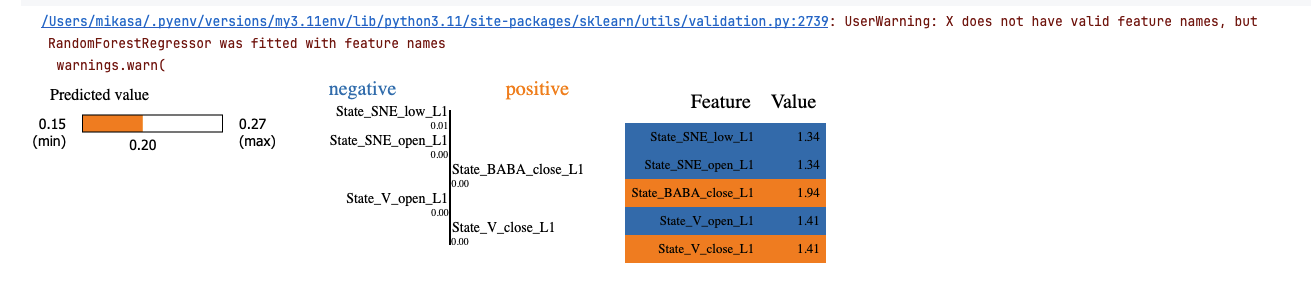 /Users/mikasa/.pyenv/versions/my3.11env/lib/python3.11/site-packages/sklearn/utils/validation.py:2739: UserWarning: X does not have valid feature names, but
RandomForestRegressor was fitted with feature names
warnings.warn(
Predicted value
0.15
(min)
0.20
0.27
(max)
negative
positive
State_SNE_low_L1
0.01
State_SNE_open_L1
0.00
State_BABA_close_L1
0.00
State_V_open_L1
0.00
State_V_close_L1
0.00
Feature Value
State_SNE_low_L1 1.34
State_SNE_open_L1 1.34
State_BABA_close_L1 1.94
State_V_open_L1 1.41
State_V_close_L1 1.41